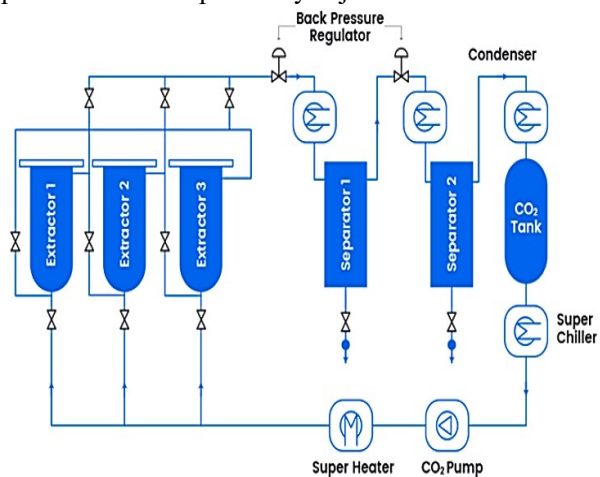 Back Pressure
Regulator
Condenser
Extractor 1
Extractor 2
Extractor 3
Separator 1
Separator 2
CO₂
Tank
Super
Chiller
Super Heater
CO₂ Pump